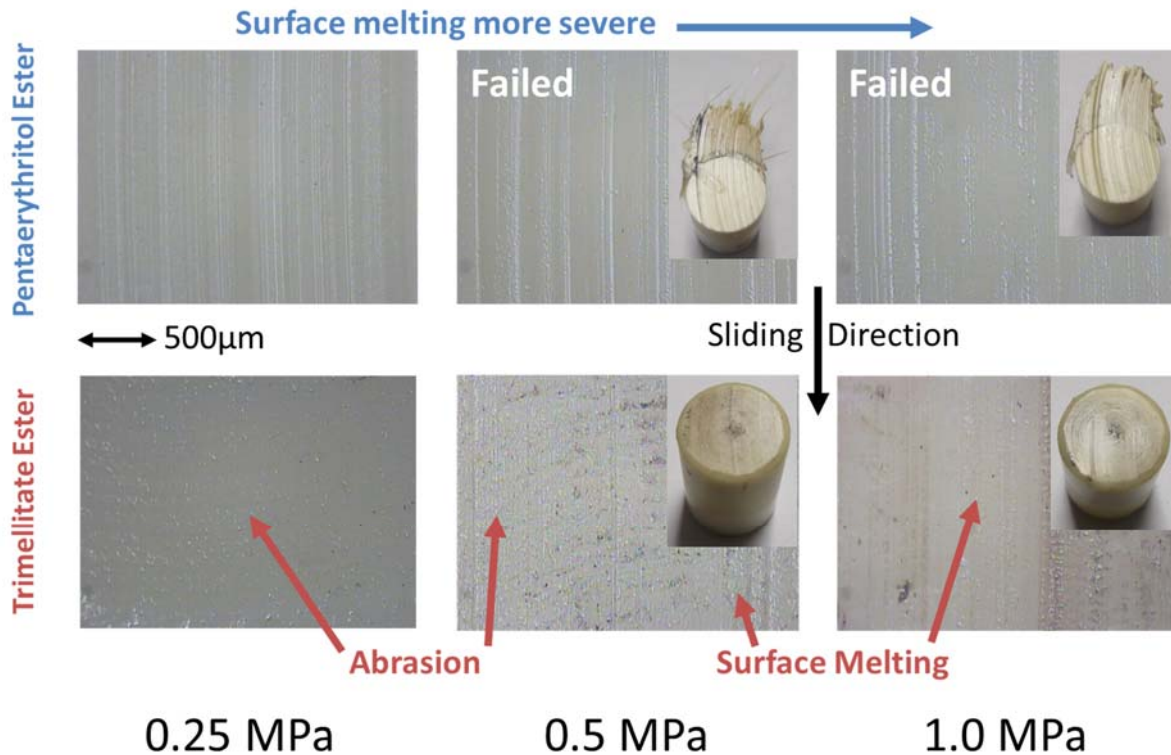 Surface melting more severe
Pentaerythritol Ester
Failed
Failed
500µm
Sliding Direction
Trimellitate Ester
Abrasion
Surface Melting
0.25 MPa
0.5 MPa
1.0 MPa